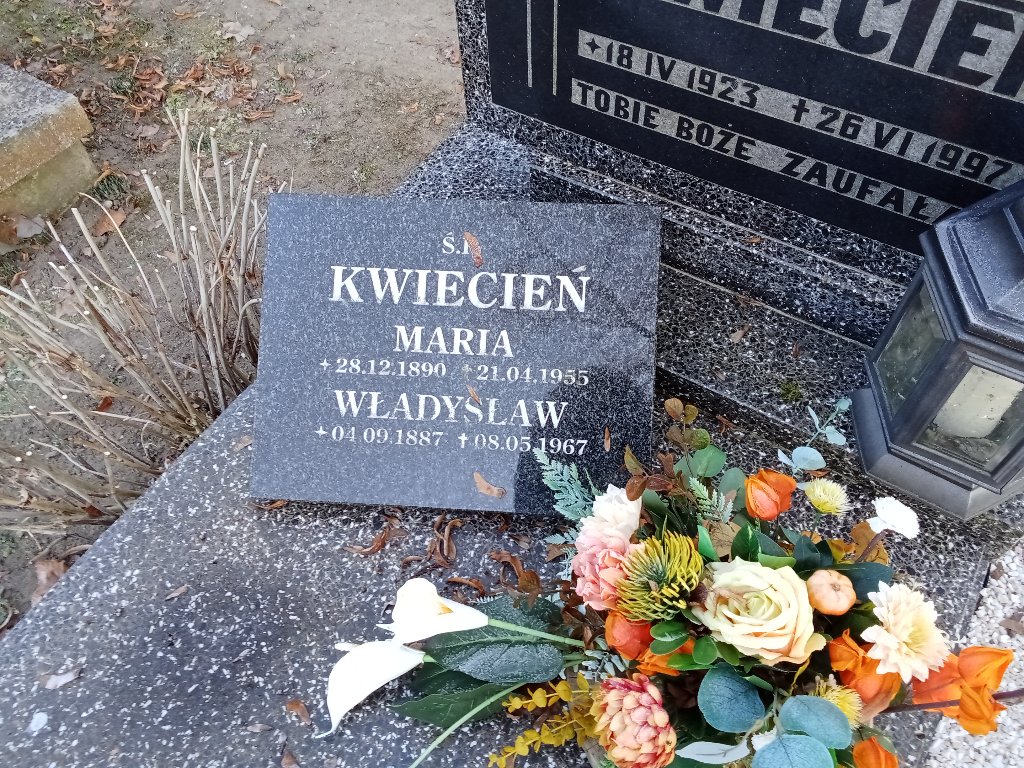 ✦18 IV 1923 ✝26 VI 1997
TOBIE BOŻE ZAUFAŁ
Ś.
KWIECIEŃ
MARIA
✦28.12.1890 ✝21.04.1955
WŁADYSŁAW
✦04.09.1887 ✝08.05.1967